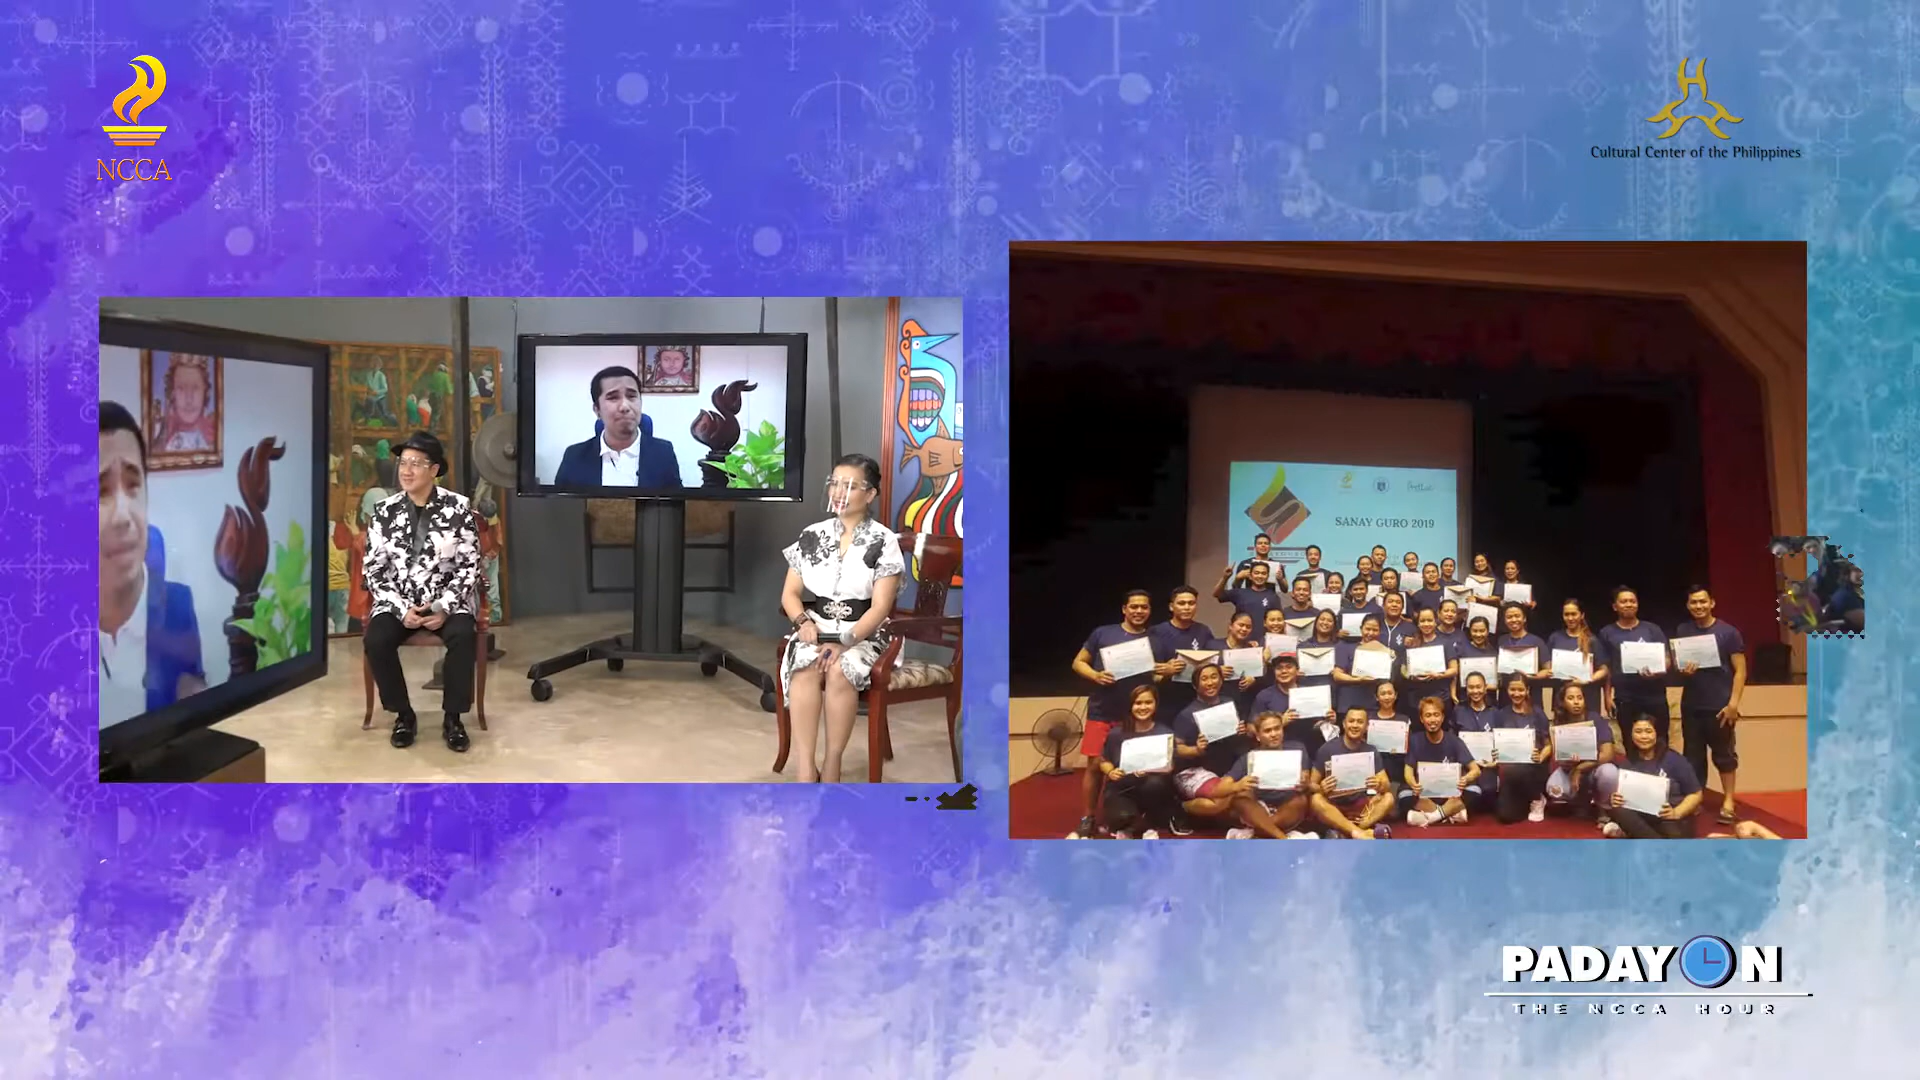 NCCA
Cultural Center of the Philippines
SANAY GURO 2019
PADAYON
THE NCCA HOUR